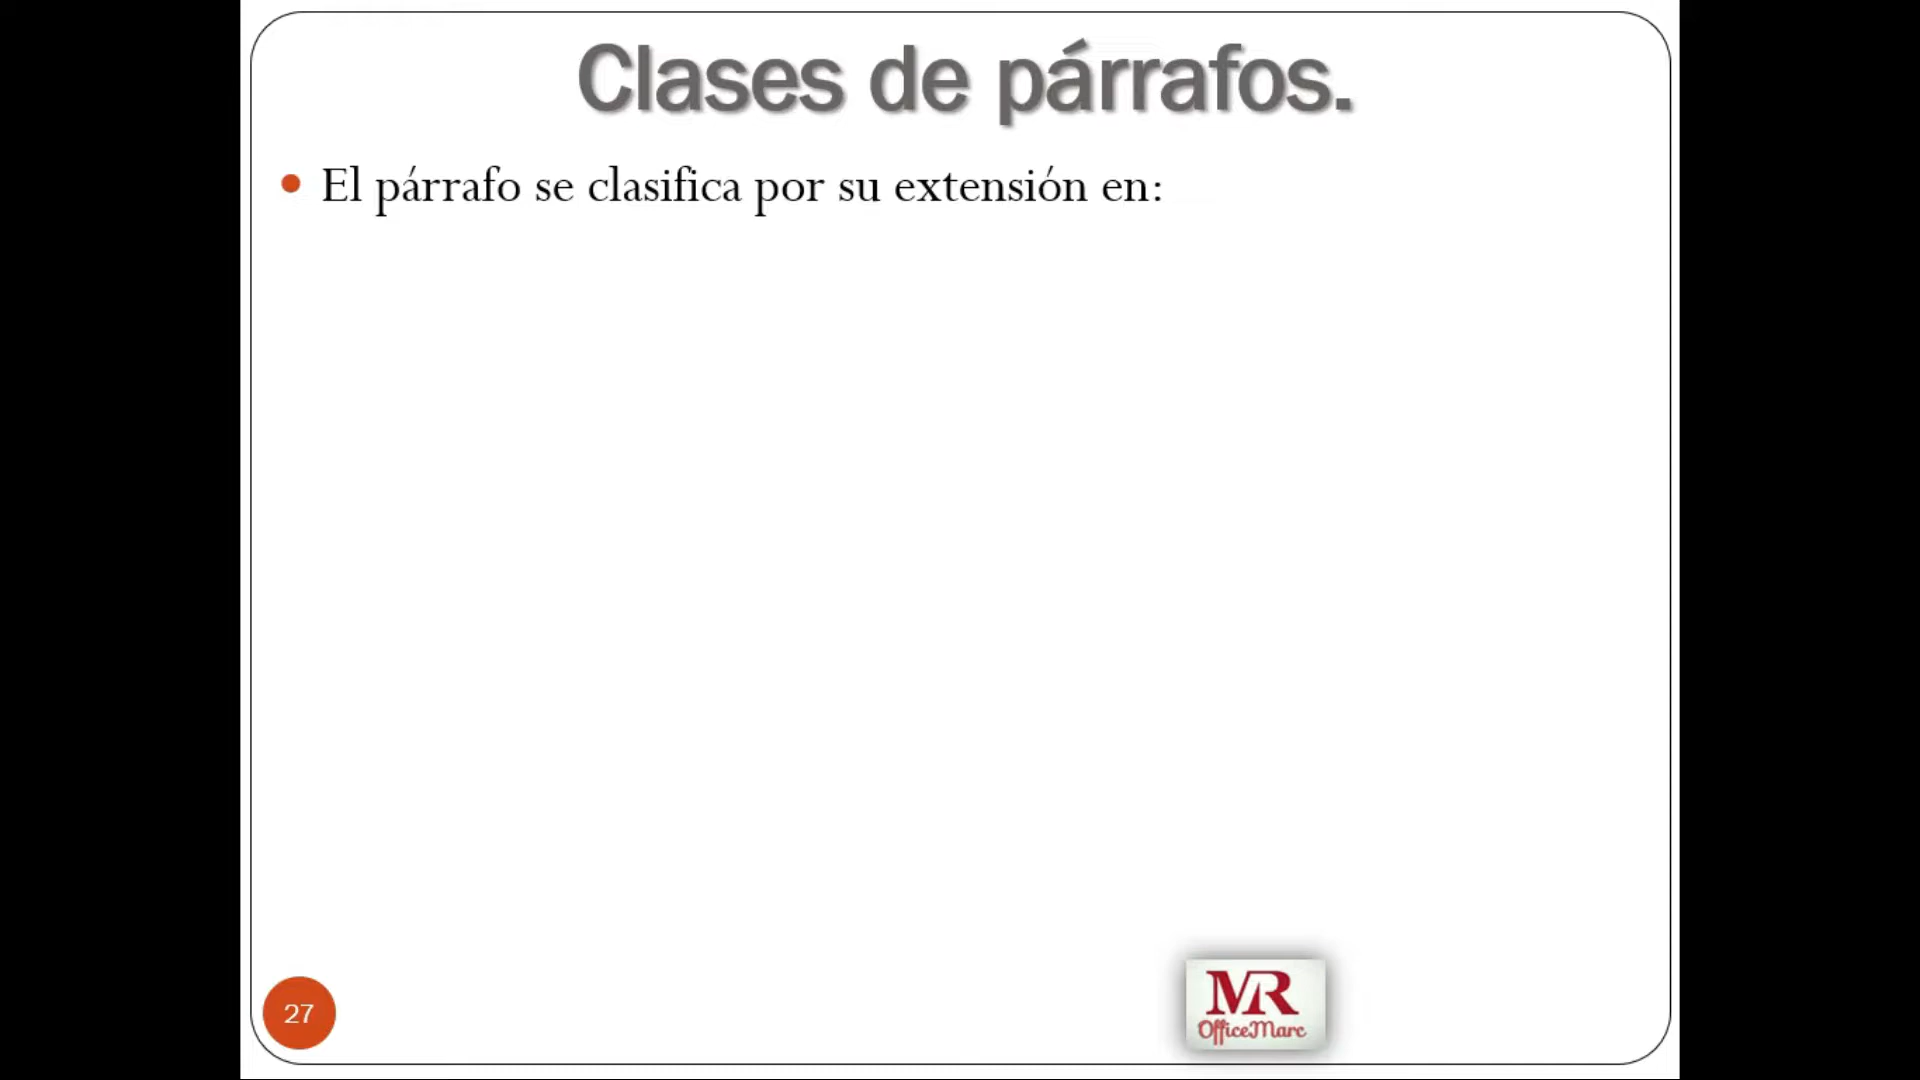 Clases de párrafos.
El párrafo se clasifica por su extensión en:
27
MR
OfficeMarc